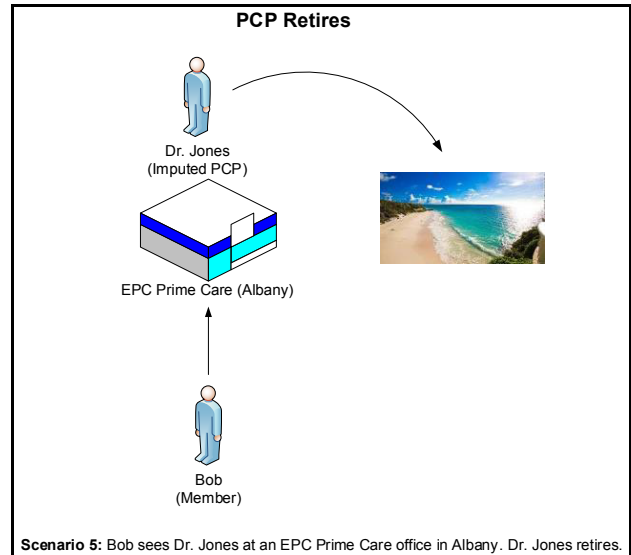 PCP Retires
Dr. Jones
(Imputed PCP)
EPC Prime Care (Albany)
Bob
(Member)
Scenario 5: Bob sees Dr. Jones at an EPC Prime Care office in Albany. Dr. Jones retires.